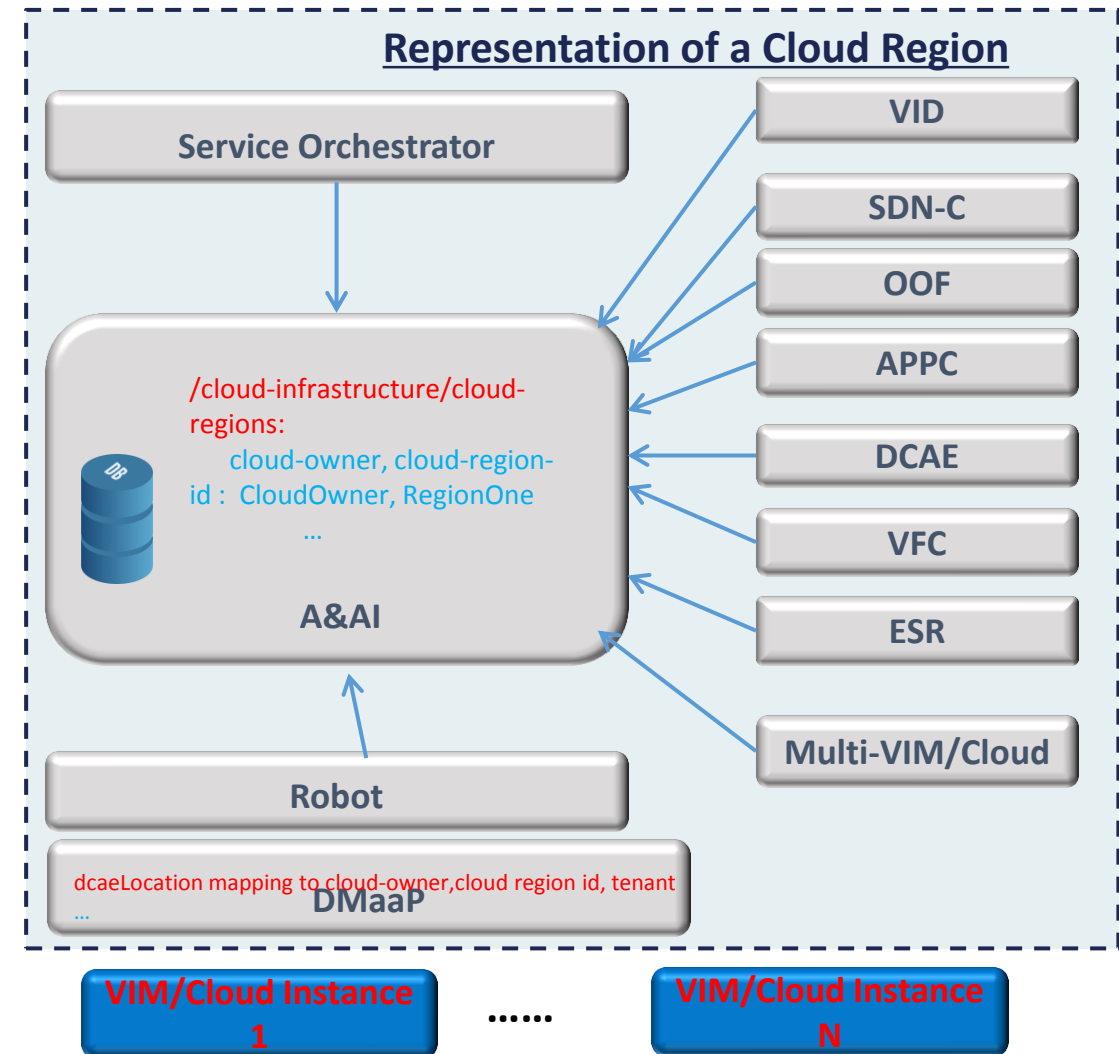 Representation of a Cloud Region
Service Orchestrator
VID
SDN-C
OOF
APPC
DCAE
VFC
ESR
Multi-VIM/Cloud
/cloud-infrastructure/cloud-
regions:
cloud-owner, cloud-region-
id : CloudOwner, RegionOne
…
DB
A&AI
Robot
dcaeLocation mapping to cloud-owner,cloud region id, tenant
DMaaP
…
VIM/Cloud Instance
1
……
VIM/Cloud Instance
N